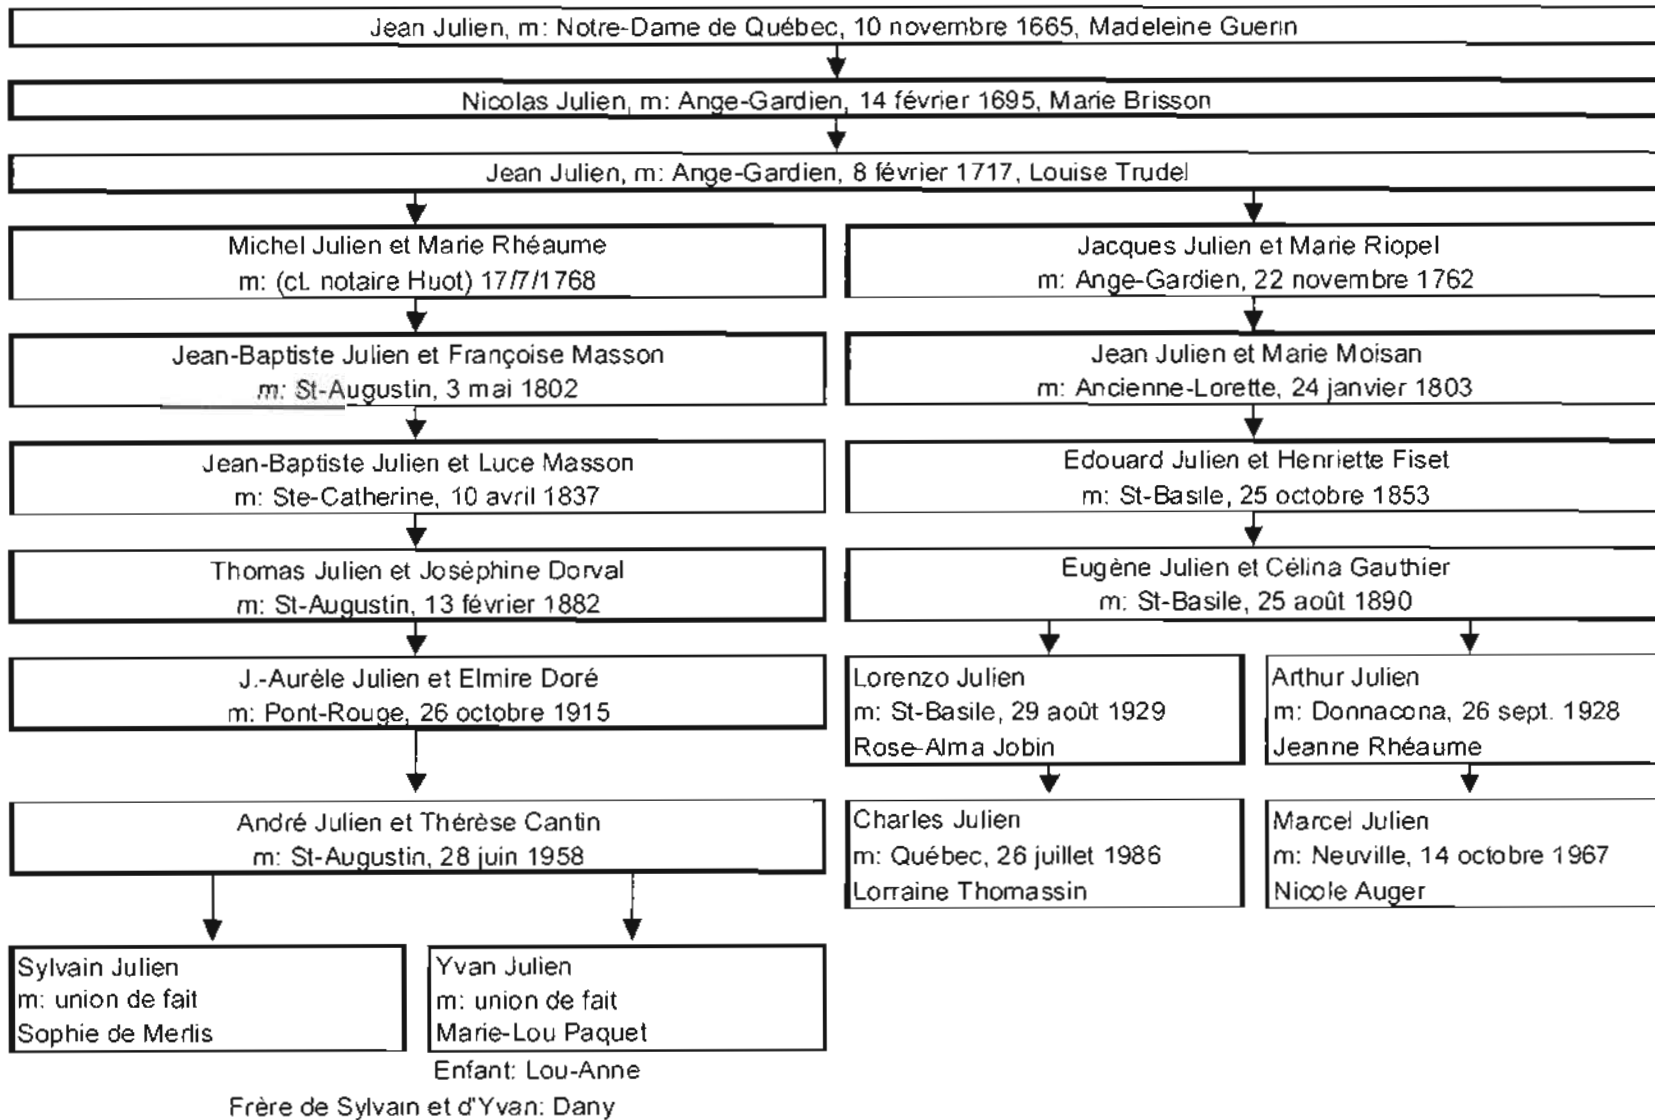 Jean Julien, m: Notre-Dame de Québec, 10 novembre 1665, Madeleine Guerin
Nicolas Julien, m: Ange-Gardien, 14 février 1695, Marie Brisson
Jean Julien, m: Ange-Gardien, 8 février 1717, Louise Trudel
Michel Julien et Marie Rhéaume
m: (ct. notaire Huot) 17/7/1768
Jacques Julien et Marie Riopel
m: Ange-Gardien, 22 novembre 1762
Jean-Baptiste Julien et Françoise Masson
m: St-Augustin, 3 mai 1802
Jean Julien et Marie Moisan
m: Ancienne-Lorette, 24 janvier 1803
Jean-Baptiste Julien et Luce Masson
m: Ste-Catherine, 10 avril 1837
Edouard Julien et Henriette Fiset
m: St-Basile, 25 octobre 1853
Thomas Julien et Joséphine Dorval
m: St-Augustin, 13 février 1882
Eugène Julien et Célina Gauthier
m: St-Basile, 25 août 1890
J.-Aurèle Julien et Elmire Doré
m: Pont-Rouge, 26 octobre 1915
Lorenzo Julien
m: St-Basile, 29 août 1929
Rose-Alma Jobin
Arthur Julien
m: Donnacona, 26 sept. 1928
Jeanne Rhéaume
André Julien et Thérèse Cantin
m: St-Augustin, 28 juin 1958
Charles Julien
m: Québec, 26 juillet 1986
Lorraine Thomassin
Marcel Julien
m: Neuville, 14 octobre 1967
Nicole Auger
Sylvain Julien
m: union de fait
Sophie de Merlis
Yvan Julien
m: union de fait
Marie-Lou Paquet
Enfant: Lou-Anne
Frère de Sylvain et d'Yvan: Dany